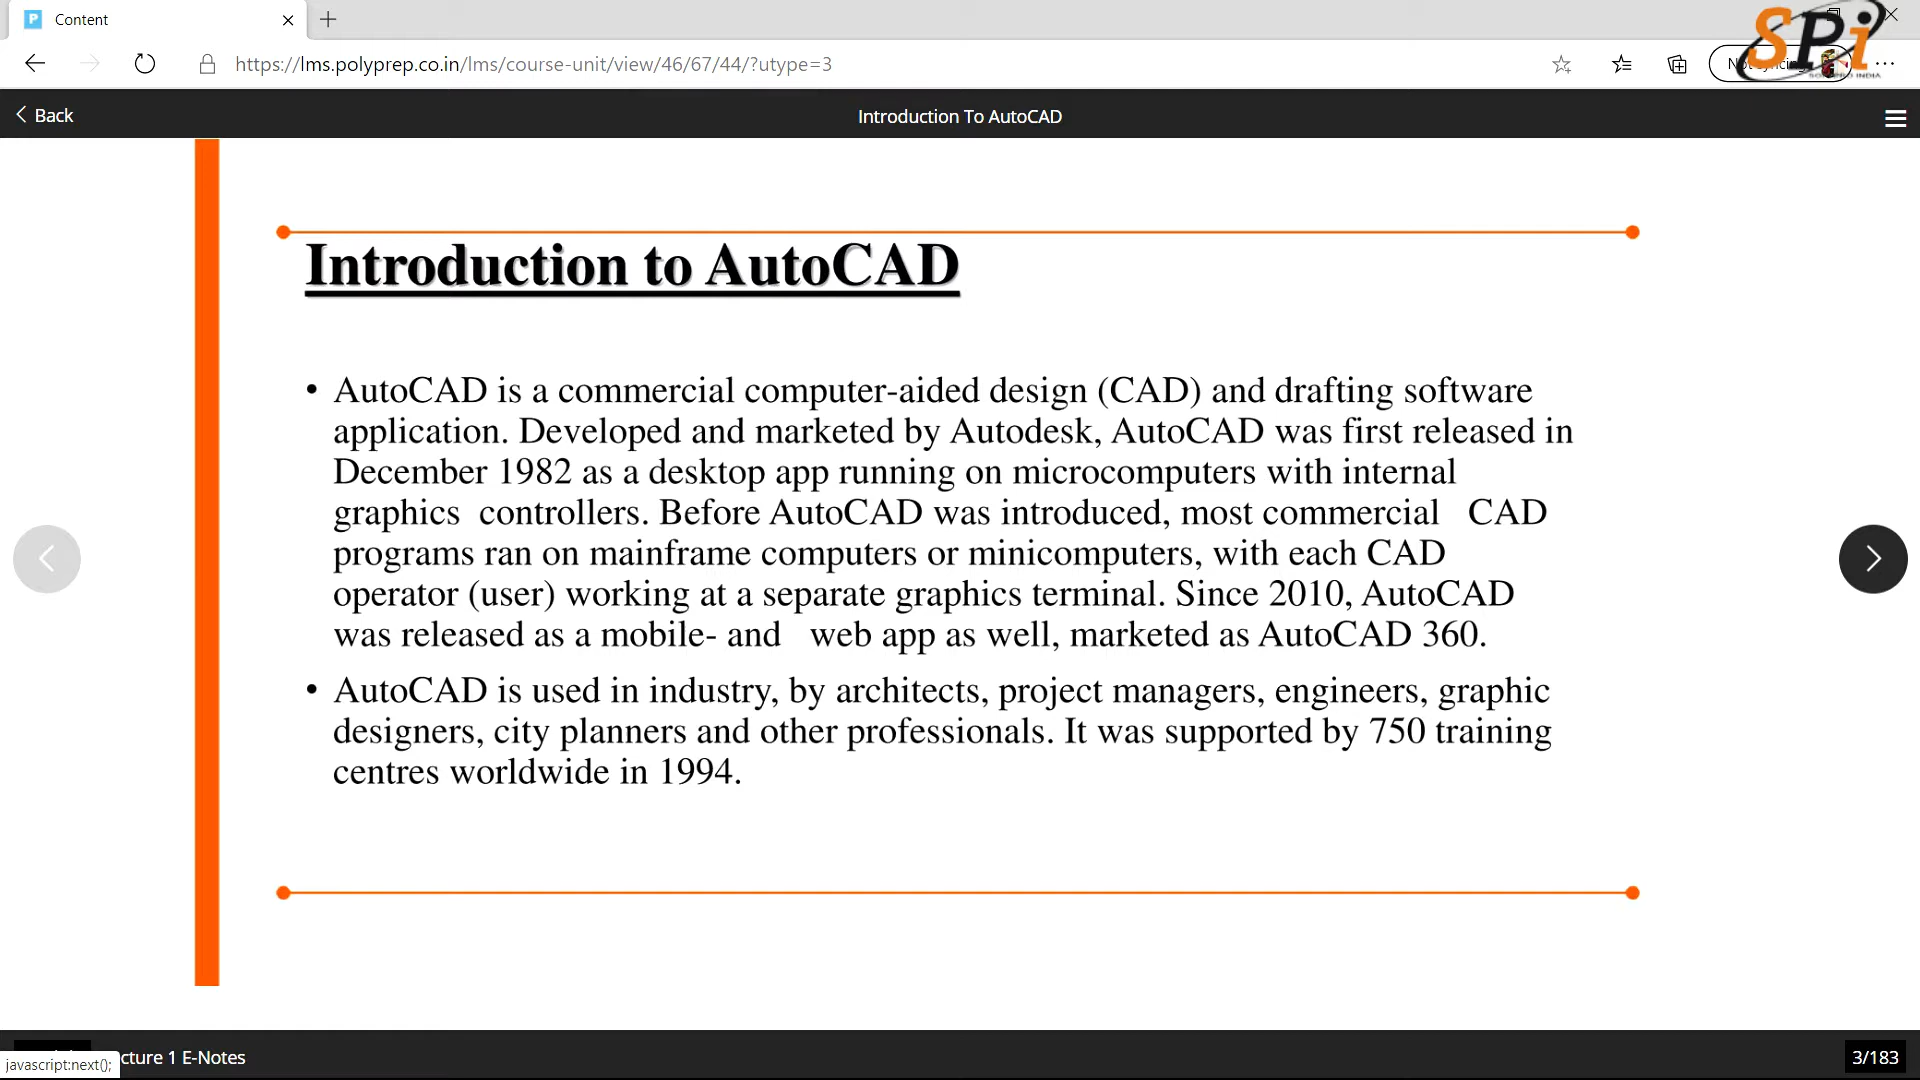 Content
https://lms.polyprep.co.in/lms/course-unit/view/46/67/44/?utype=3
SPi
Back
Introduction To AutoCAD
Introduction to AutoCAD
• AutoCAD is a commercial computer-aided design (CAD) and drafting software
application. Developed and marketed by Autodesk, AutoCAD was first released in
December 1982 as a desktop app running on microcomputers with internal
graphics controllers. Before AutoCAD was introduced, most commercial CAD
programs ran on mainframe computers or minicomputers, with each CAD
operator (user) working at a separate graphics terminal. Since 2010, AutoCAD
was released as a mobile- and web app as well, marketed as AutoCAD 360.
• AutoCAD is used in industry, by architects, project managers, engineers, graphic
designers, city planners and other professionals. It was supported by 750 training
centres worldwide in 1994.
cture 1 E-Notes
javascript:next();
3/183